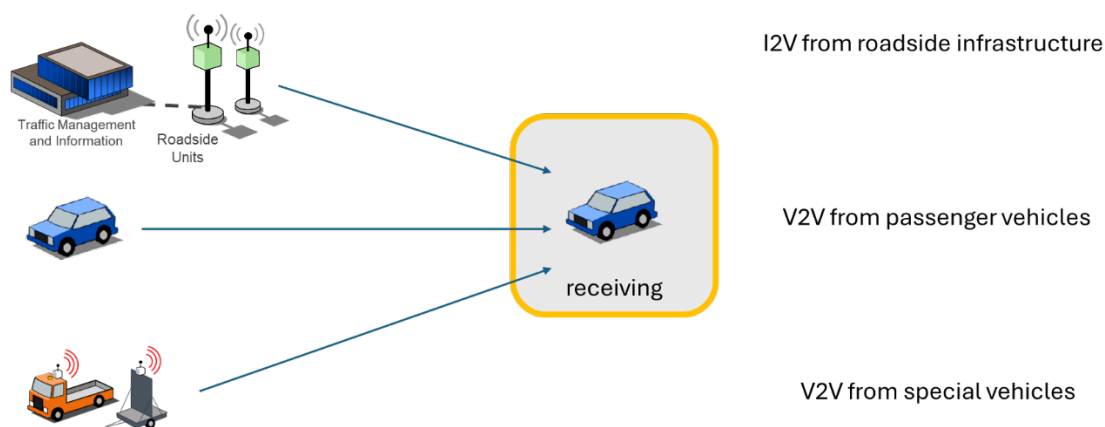 I2V from roadside infrastructure
Traffic Management
and Information
Roadside
Units
V2V from passenger vehicles
receiving
V2V from special vehicles